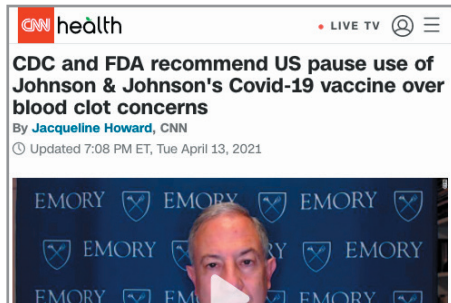 CNN health
LIVE TV
CDC and FDA recommend US pause use of
Johnson & Johnson's Covid-19 vaccine over
blood clot concerns
By Jacqueline Howard, CNN
Updated 7:08 PM ET, Tue April 13, 2021
EMORY EMORY EMORY
EMORY EMORY
EMORY EMORY